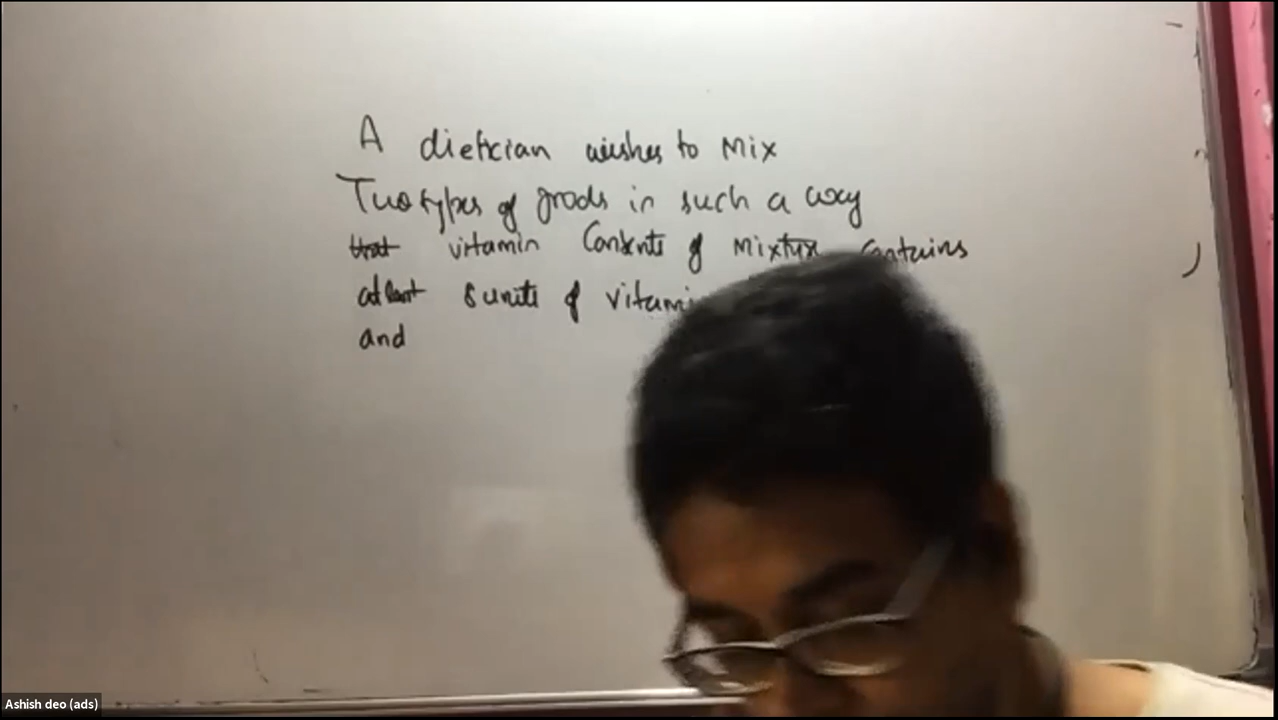 A dietician wishes to Mix
Two types of foods in such a way
that vitamin Contents of Mixture Contains
atleast 8 units of vitami
and
Ashish deo (ads)